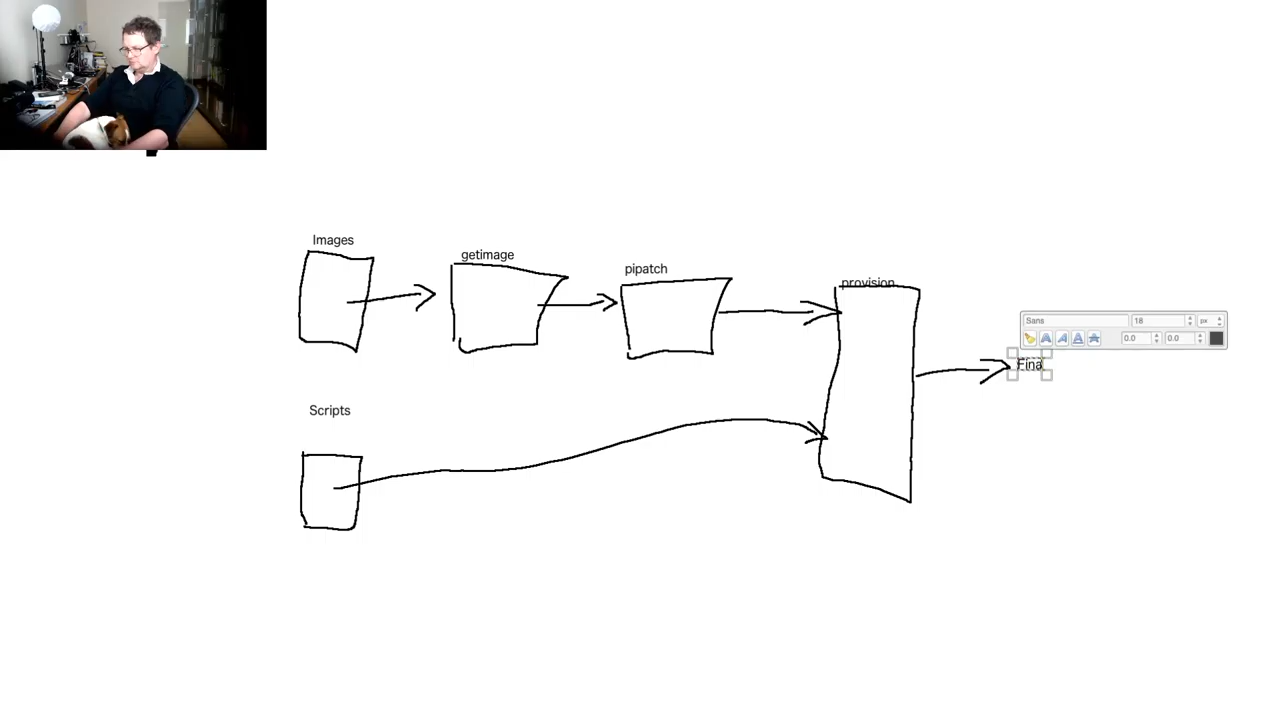 Images
getimage
pipatch
provision
Sans
18
px
0.0
0.0
Fina
Scripts